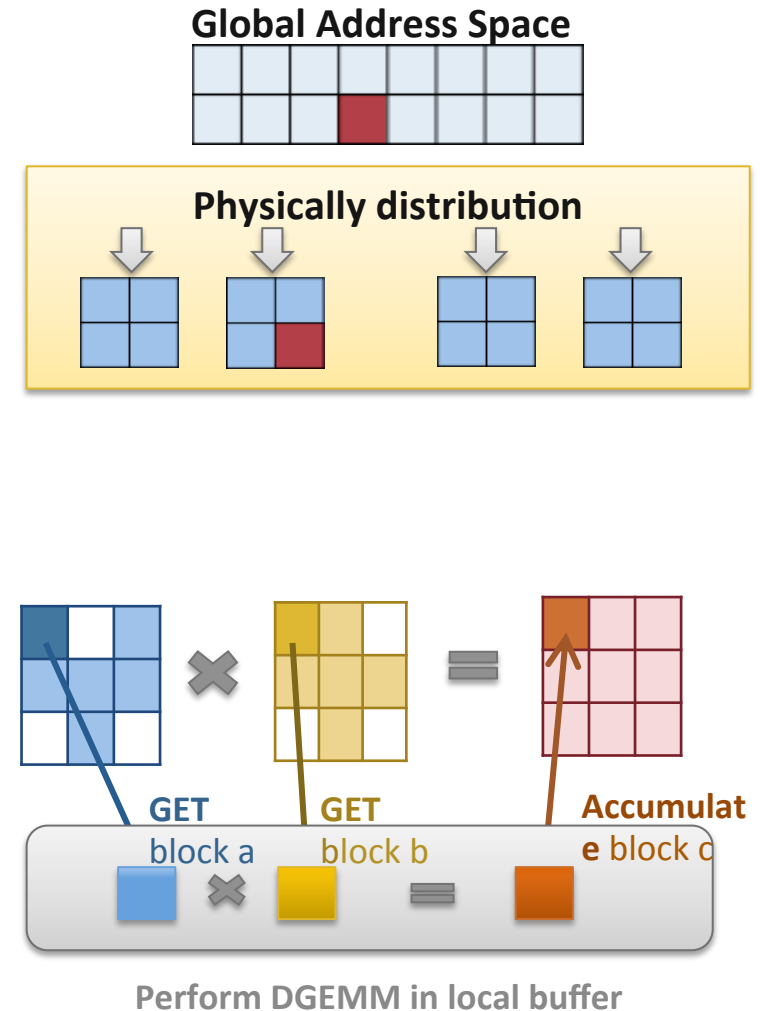 Global Address Space
Physically distribution
GET
block a
GET
block b
Accumulat
e block c
Perform DGEMM in local buffer